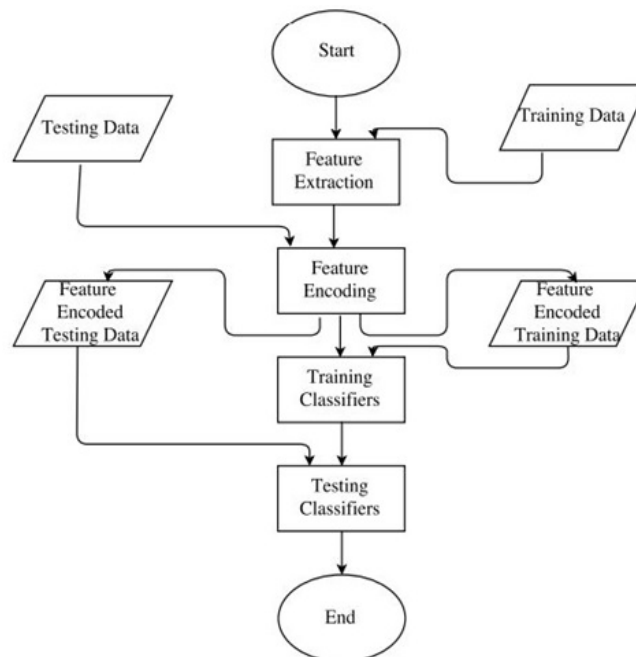 Start
Testing Data
Training Data
Feature
Extraction
Feature
Encoding
Feature
Encoded
Testing Data
Feature
Encoded
Training Data
Training
Classifiers
Testing
Classifiers
End